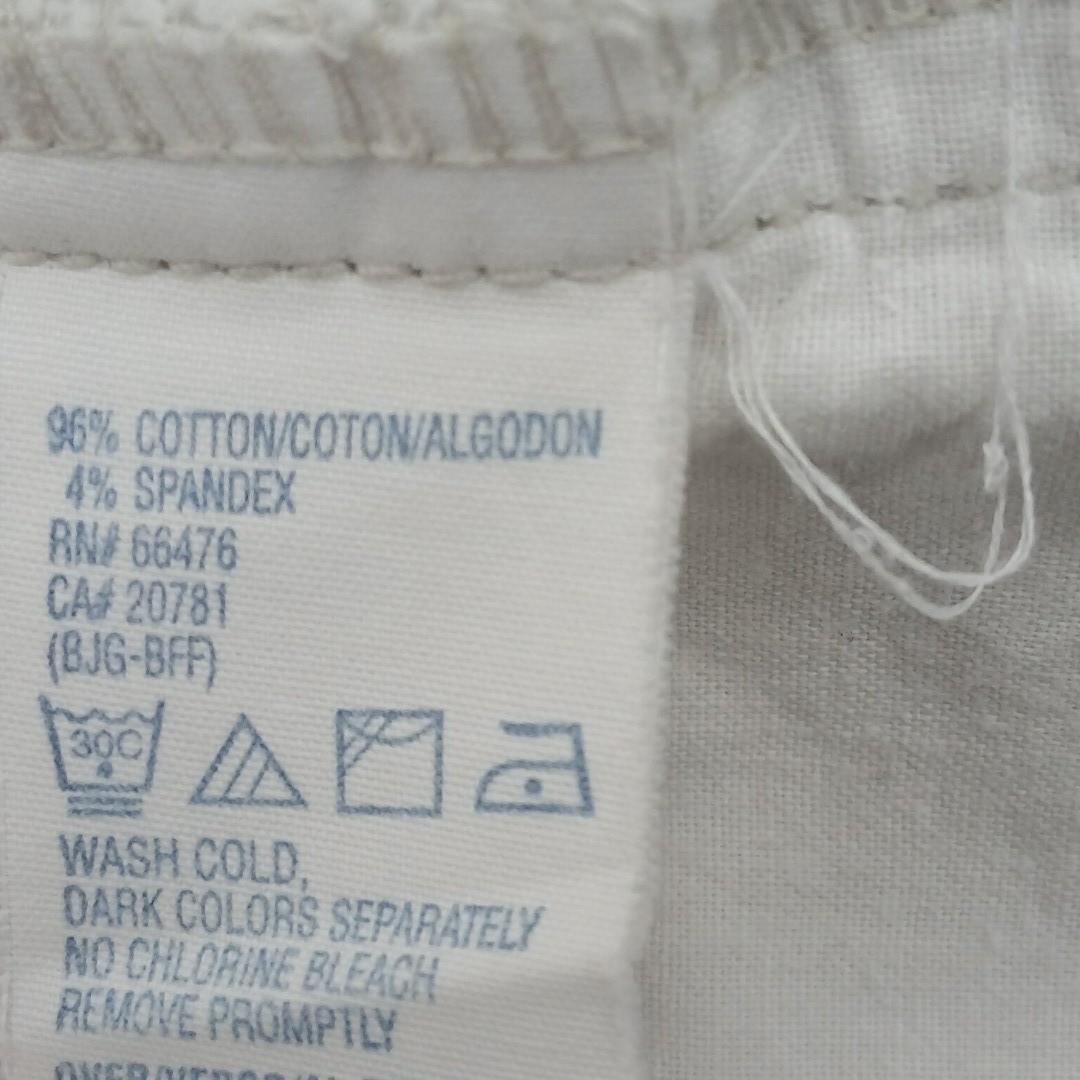 96% COTTON/COTON/ALGODON
4% SPANDEX
RN# 66476
CA# 20781
(BJG-BFF)
30C
WASH COLD,
DARK COLORS SEPARATELY
NO CHLORINE BLEACH
REMOVE PROMPTLY